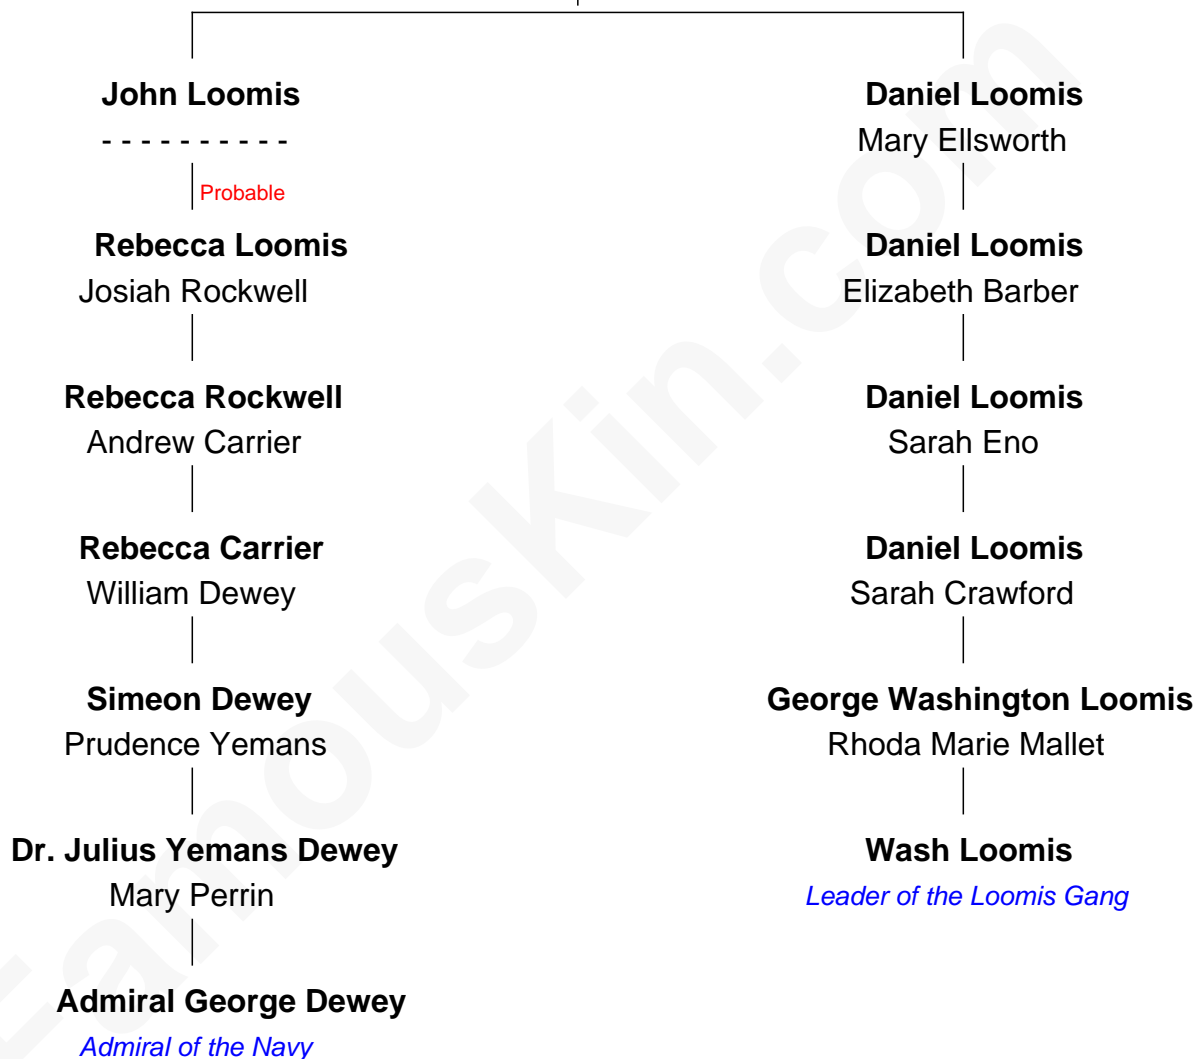 John Loomis
- - - - - - - - - -
Probable
Rebecca Loomis
Josiah Rockwell
Rebecca Rockwell
Andrew Carrier
Rebecca Carrier
William Dewey
Simeon Dewey
Prudence Yemans
Dr. Julius Yemans Dewey
Mary Perrin
Admiral George Dewey
Admiral of the Navy
Daniel Loomis
Mary Ellsworth
Daniel Loomis
Elizabeth Barber
Daniel Loomis
Sarah Eno
Daniel Loomis
Sarah Crawford
George Washington Loomis
Rhoda Marie Mallet
Wash Loomis
Leader of the Loomis Gang
FamousKin.com